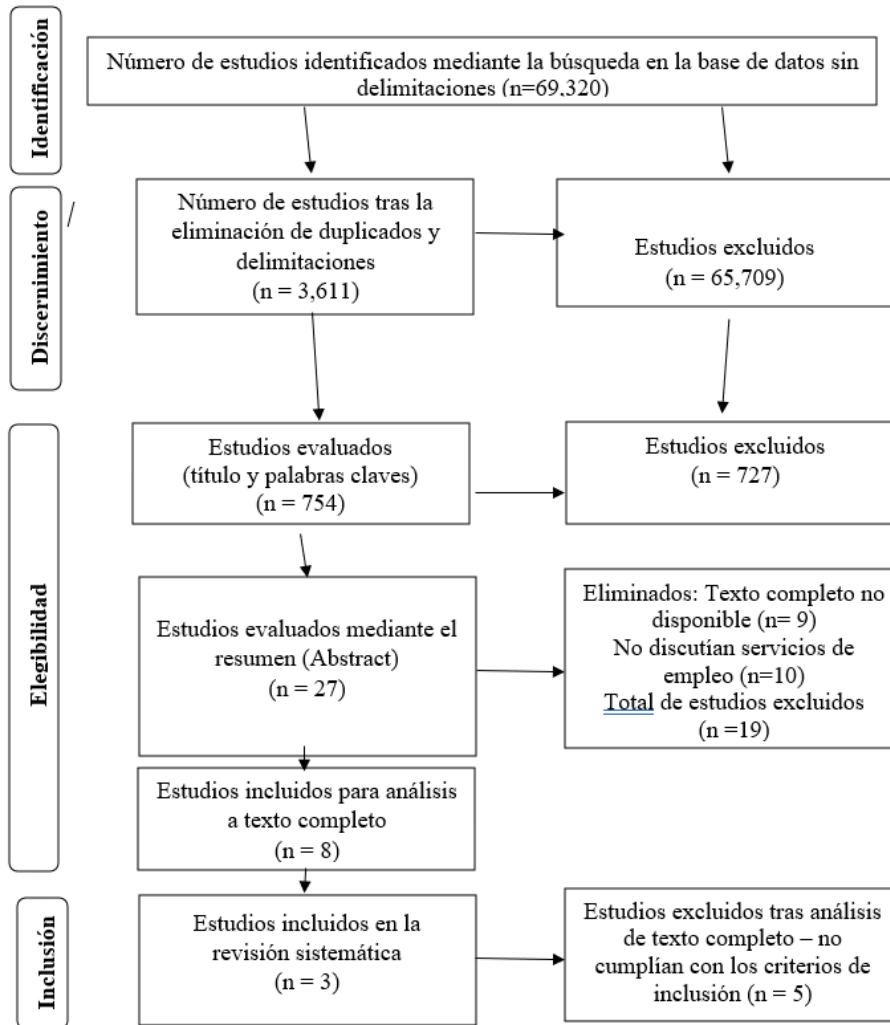 Identificación
Número de estudios identificados mediante la búsqueda en la base de datos sin
delimitaciones (n=69,320)
Discernimiento
/
Número de estudios tras la
eliminación de duplicados y
delimitaciones
(n = 3,611)
Estudios excluidos
(n = 65,709)
Elegibilidad
Estudios evaluados
(título y palabras claves)
(n = 754)
Estudios excluidos
(n = 727)
Estudios evaluados mediante el
resumen (Abstract)
(n = 27)
Eliminados: Texto completo no
disponible (n= 9)
No discutían servicios de
empleo (n=10)
Total de estudios excluidos
(n =19)
Estudios incluidos para análisis
a texto completo
(n = 8)
Inclusión
Estudios incluidos en la
revisión sistemática
(n = 3)
Estudios excluidos tras análisis
de texto completo – no
cumplían con los criterios de
inclusión (n = 5)